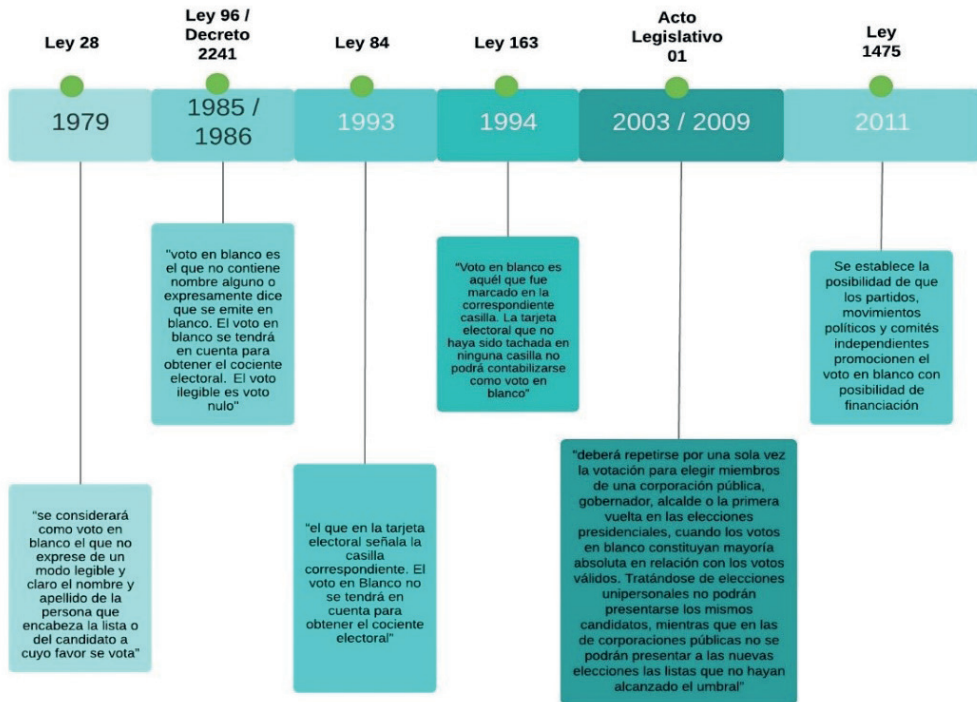 Ley 28
1979
"se considerará
como voto en
blanco el que no
exprese de un
modo legible y
claro el nombre y
apellido de la
persona que
encabeza la lista o
del candidato a
cuyo favor se vota"
Ley 96 /
Decreto
2241
1985 /
1986
"voto en blanco es
el que no contiene
nombre alguno o
expresamente dice
que se emite en
blanco. El voto en
blanco se tendrá
en cuenta para
obtener el cociente
electoral. El voto
ilegible es voto
nulo"
Ley 84
1993
"el que en la tarjeta
electoral señala la
casilla
correspondiente. El
voto en Blanco no
se tendrá en
cuenta para
obtener el cociente
electoral"
Ley 163
1994
"Voto en blanco es
aquél que fue
marcado en la
correspondiente
casilla. La tarjeta
electoral que no
haya sido tachada en
ninguna casilla no
podrá contabilizarse
como voto en
blanco"
Acto
Legislativo
01
2003 / 2009
"deberá repetirse por una sola vez
la votación para elegir miembros
de una corporación pública,
gobernador, alcalde o la primera
vuelta en las elecciones
presidenciales, cuando los votos
en blanco constituyan mayoría
absoluta en relación con los votos
válidos. Tratándose de elecciones
unipersonales no podrán
presentarse los mismos
candidatos, mientras que en las
de corporaciones públicas no se
podrán presentar a las nuevas
elecciones las listas que no hayan
alcanzado el umbral"
Ley
1475
2011
Se establece la
posibilidad de que
los partidos,
movimientos
políticos y comités
independientes
promocionen el
voto en blanco con
posibilidad de
financiación